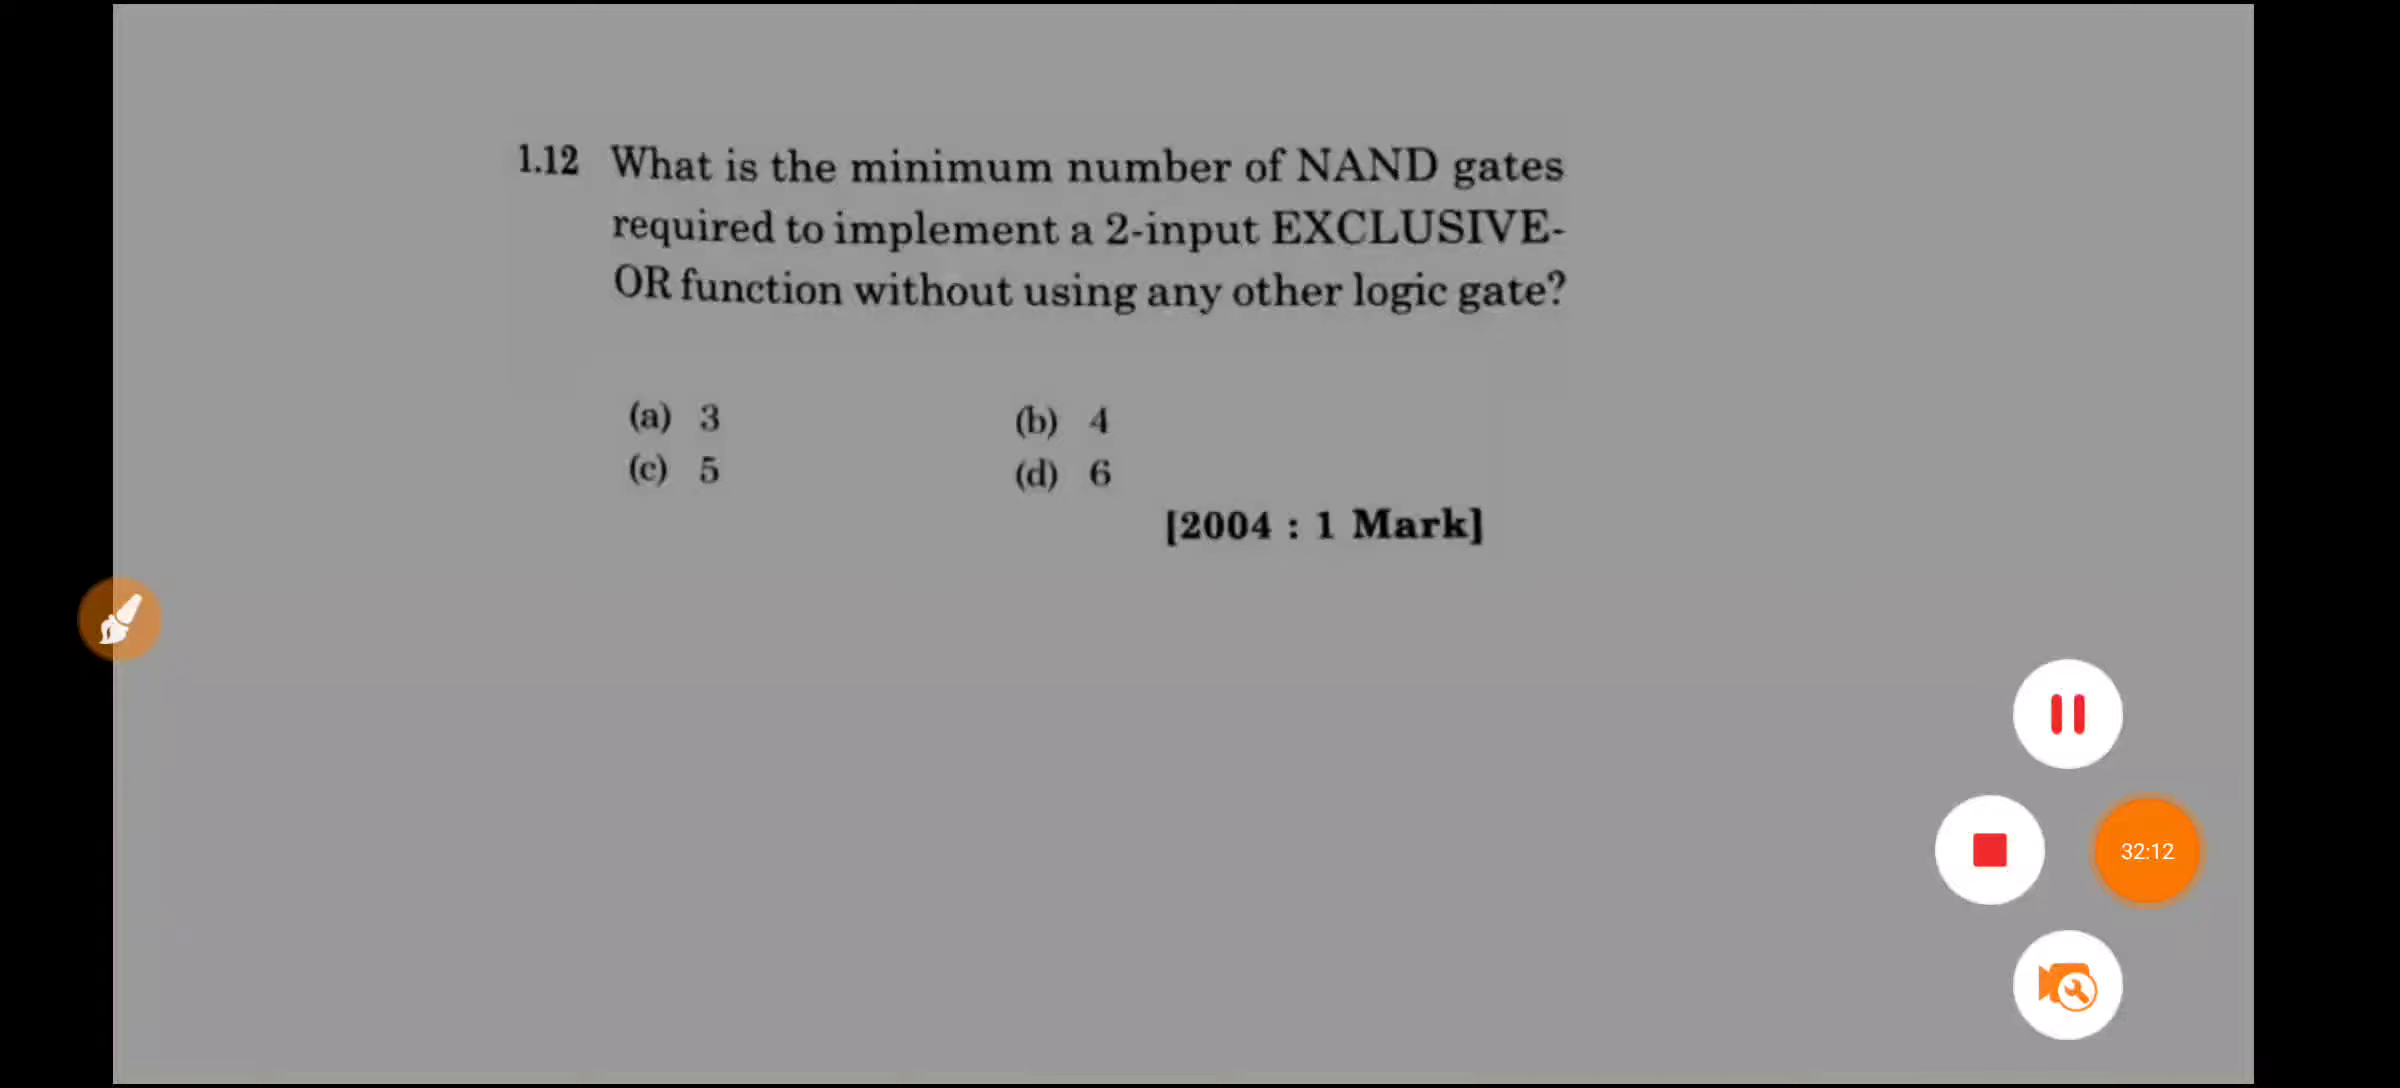 1.12 What is the minimum number of NAND gates
required to implement a 2-input EXCLUSIVE-
OR function without using any other logic gate?
(a) 3 (b) 4
(c) 5 (d) 6
[2004 : 1 Mark]
32:12